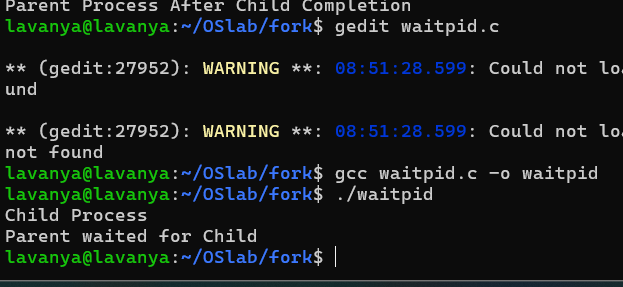 Parent Process After Child Completion
lavanya@lavanya:~/OSlab/fork$ gedit waitpid.c
** (gedit:27952): WARNING **: 08:51:28.599: Could not loa
und
** (gedit:27952): WARNING **: 08:51:28.599: Could not loa
not found
lavanya@lavanya:~/OSlab/fork$ gcc waitpid.c -o waitpid
lavanya@lavanya:~/OSlab/fork$ ./waitpid
Child Process
Parent waited for Child
lavanya@lavanya:~/OSlab/fork$